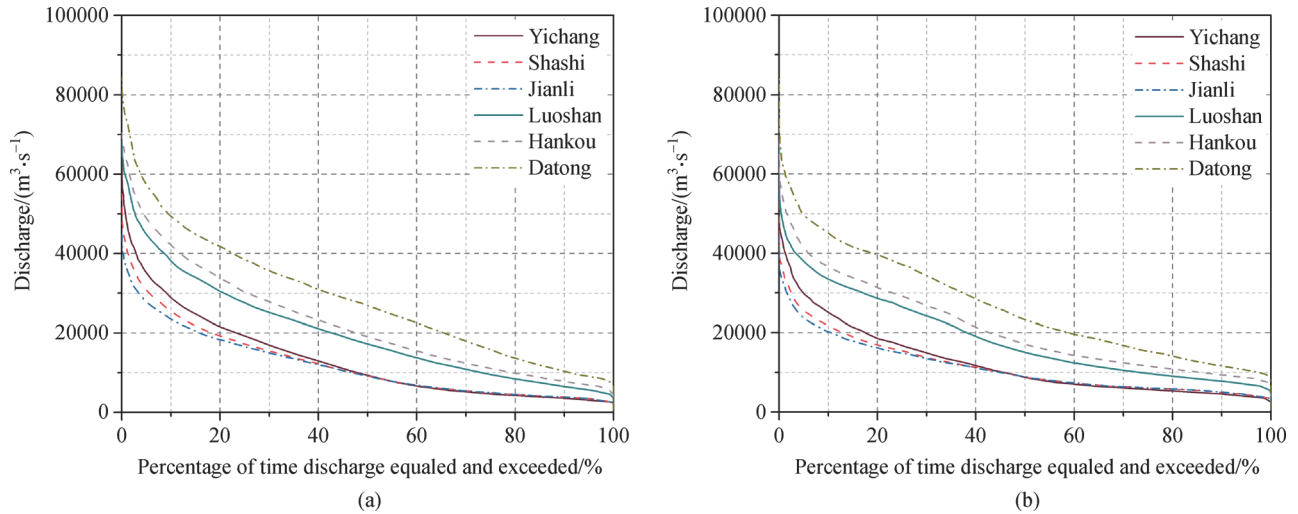 100000
80000
60000
40000
20000
0
Discharge/(m³·s⁻¹)
Yichang
Shashi
Jianli
Luoshan
Hankou
Datong
0 20 40 60 80 100
Percentage of time discharge equaled and exceeded/%
(a)
100000
80000
60000
40000
20000
0
Discharge/(m³·s⁻¹)
Yichang
Shashi
Jianli
Luoshan
Hankou
Datong
0 20 40 60 80 100
Percentage of time discharge equaled and exceeded/%
(b)